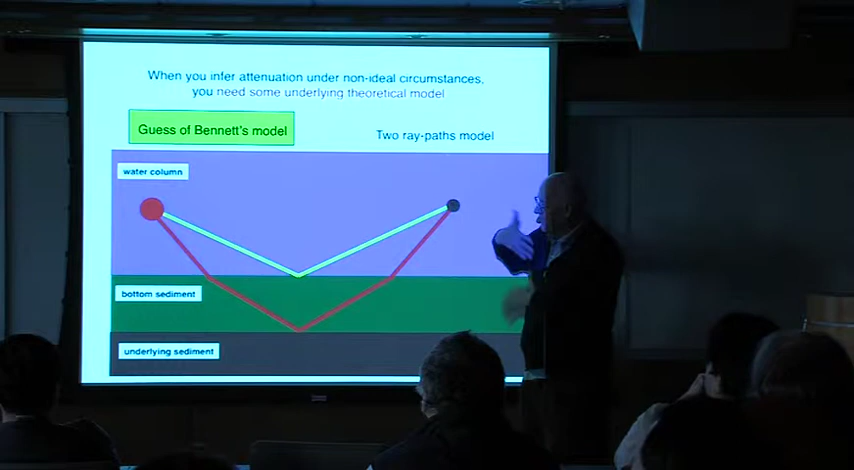 When you infer attenuation under non-ideal circumstances,
you need some underlying theoretical model
Guess of Bennett's model
Two ray-paths model
water column
bottom sediment
underlying sediment